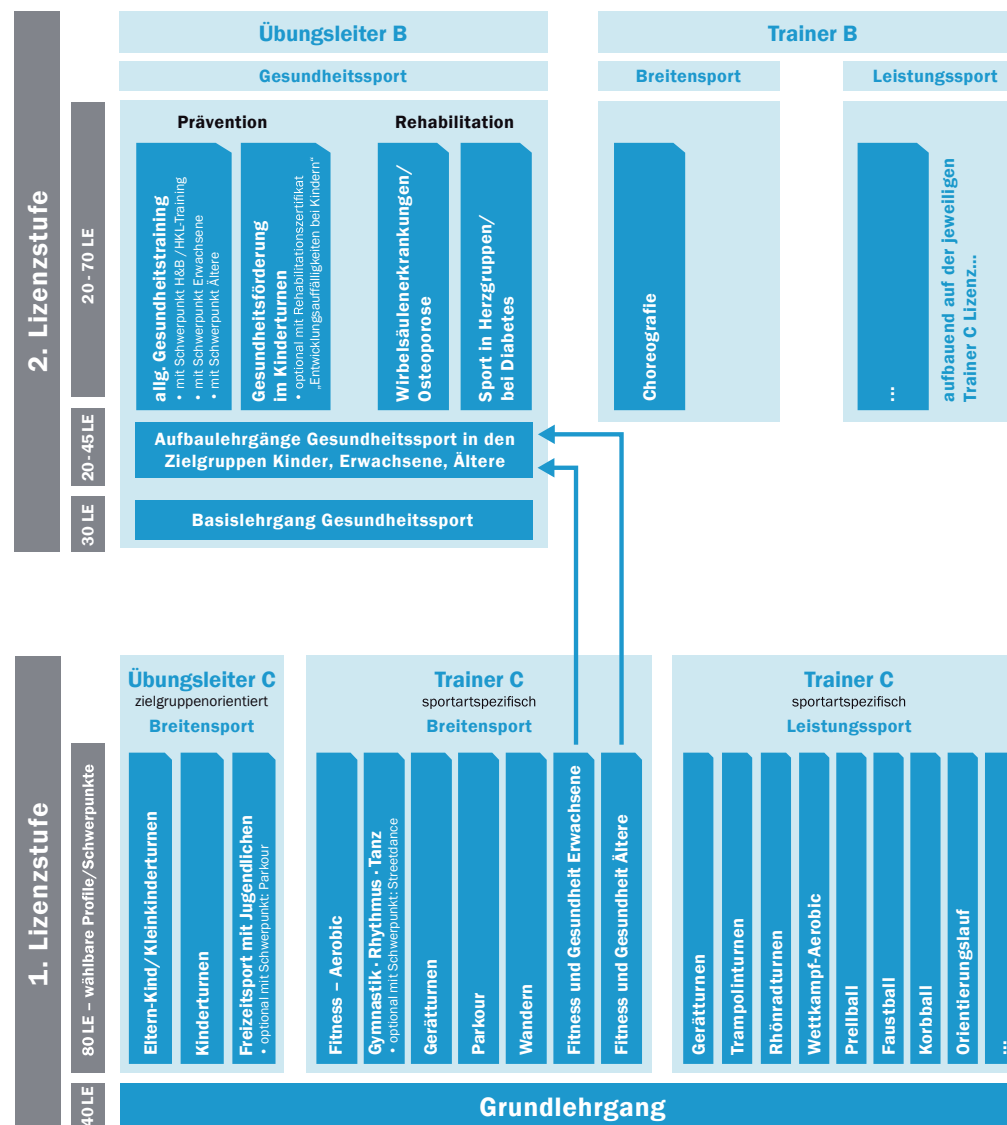 Übungsleiter B
Gesundheitssport
Prävention
Rehabilitation
allg. Gesundheitstraining
• mit Schwerpunkt H&B / HKL-Training
• mit Schwerpunkt Erwachsene
• mit Schwerpunkt Ältere
Gesundheitsförderung
im Kinderturnen
• optional mit Rehabilitationszertifikat
„Entwicklungsauffälligkeiten bei Kindern“
Wirbelsäulenerkrankungen/
Osteoporose
Sport in Herzgruppen/
bei Diabetes
Aufbaulehrgänge Gesundheitssport in den
Zielgruppen Kinder, Erwachsene, Ältere
Basislehrgang Gesundheitssport
Trainer B
Breitensport
Choreografie
Leistungssport
...
aufbauend auf der jeweiligen
Trainer C Lizenz...
2. Lizenzstufe
20 - 70 LE
20 - 45 LE
30 LE
1. Lizenzstufe
80 LE – wählbare Profile/Schwerpunkte
40 LE
Übungsleiter C
zielgruppenorientiert
Breitensport
Eltern-Kind/Kleinkinderturnen
Kinderturnen
Freizeitsport mit Jugendlichen
• optional mit Schwerpunkt: Parkour
Trainer C
sportartspezifisch
Breitensport
Fitness – Aerobic
Gymnastik · Rhythmus · Tanz
• optional mit Schwerpunkt: Streetdance
Gerätturnen
Parkour
Wandern
Fitness und Gesundheit Erwachsene
Fitness und Gesundheit Ältere
Trainer C
sportartspezifisch
Leistungssport
Gerätturnen
Trampolinturnen
Rhönradturnen
Wettkampf-Aerobic
Prellball
Faustball
Korbball
Orientierungslauf
...
Grundlehrgang